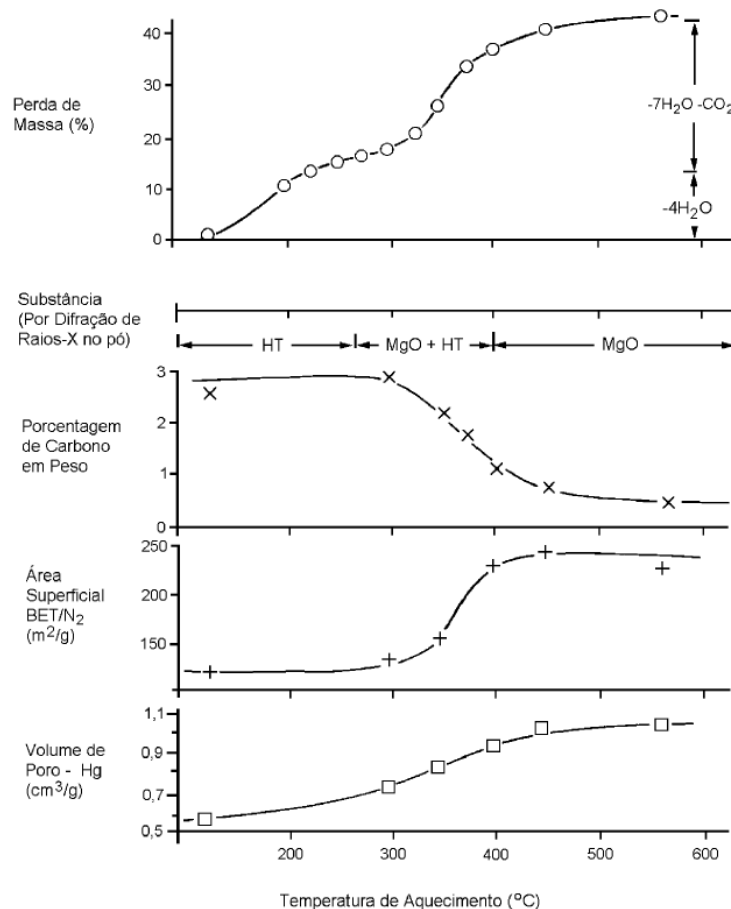 40
30
20
10
0
Perda de
Massa (%)
-7H₂O -CO₂
-4H₂O
Substância
(Por Difração de
Raios-X no pó)
HT
MgO + HT
MgO
3
2
1
0
Porcentagem
de Carbono
em Peso
250
200
150
Área
Superficial
BET/N₂
(m²/g)
1,1
0,9
0,7
0,5
Volume de
Poro - Hg
(cm³/g)
200 300 400 500 600
Temperatura de Aquecimento (°C)